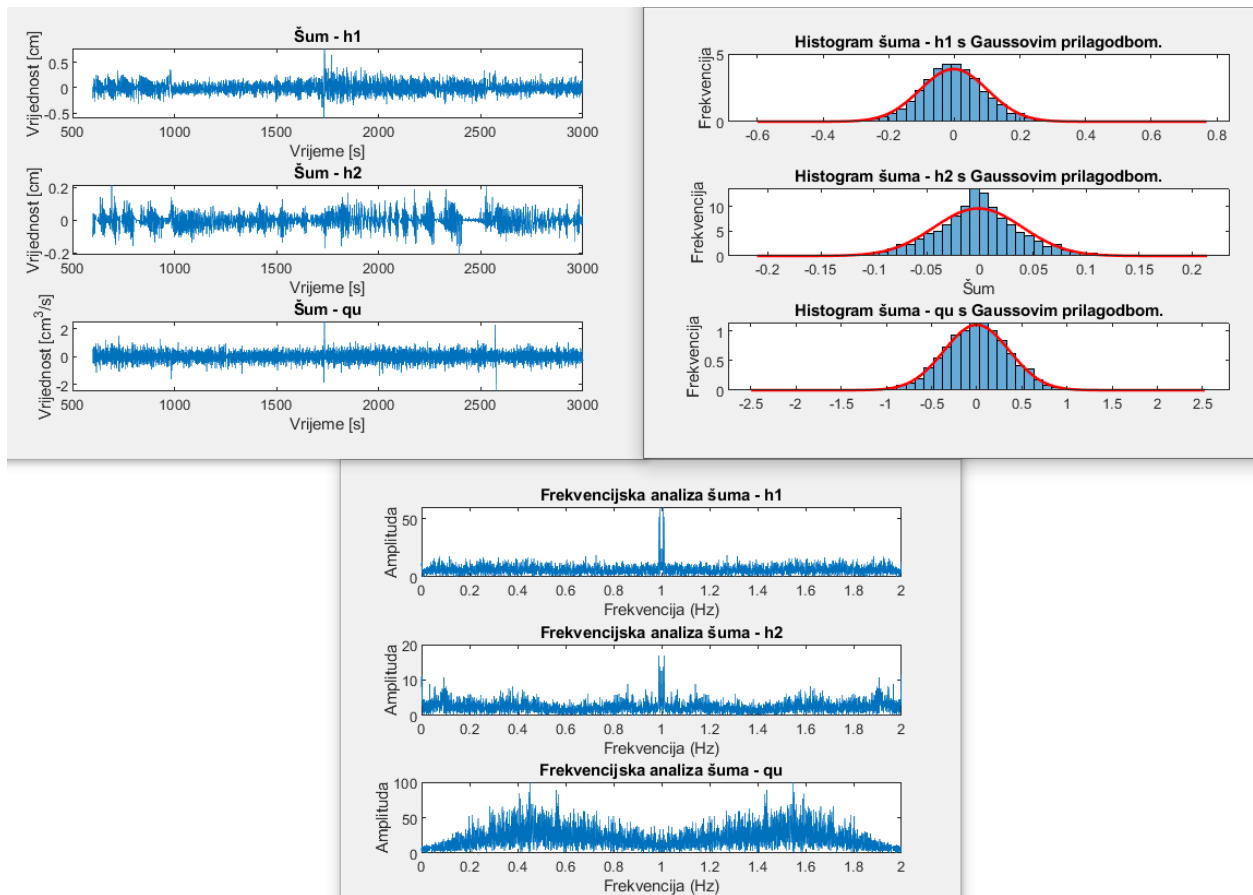 Šum - h1
Vrijednost [cm]
0.5
0
-0.5
500 1000 1500 2000 2500 3000
Vrijeme [s]
Šum - h2
Vrijednost [cm]
0.2
0
-0.2
500 1000 1500 2000 2500 3000
Vrijeme [s]
Šum - qu
Vrijednost [cm³/s]
2
0
-2
500 1000 1500 2000 2500 3000
Vrijeme [s]
Histogram šuma - h1 s Gaussovim prilagodbom.
Frekvencija
5
0
-0.6 -0.4 -0.2 0 0.2 0.4 0.6 0.8
Histogram šuma - h2 s Gaussovim prilagodbom.
Frekvencija
10
5
0
-0.2 -0.15 -0.1 -0.05 0 0.05 0.1 0.15 0.2
Šum
Histogram šuma - qu s Gaussovim prilagodbom.
Frekvencija
1
0.5
0
-2.5 -2 -1.5 -1 -0.5 0 0.5 1 1.5 2 2.5
Frekvencijska analiza šuma - h1
Amplituda
50
0
0 0.2 0.4 0.6 0.8 1 1.2 1.4 1.6 1.8 2
Frekvencija (Hz)
Frekvencijska analiza šuma - h2
Amplituda
20
10
0
0 0.2 0.4 0.6 0.8 1 1.2 1.4 1.6 1.8 2
Frekvencija (Hz)
Frekvencijska analiza šuma - qu
Amplituda
100
50
0
0 0.2 0.4 0.6 0.8 1 1.2 1.4 1.6 1.8 2
Frekvencija (Hz)